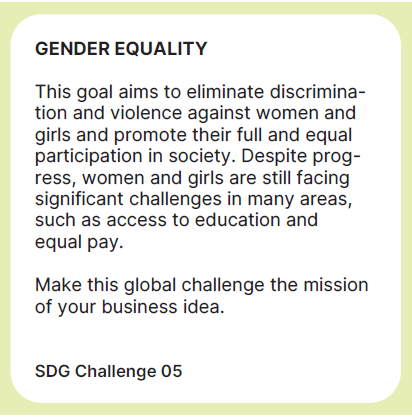 GENDER EQUALITY
This goal aims to eliminate discrimina-
tion and violence against women and
girls and promote their full and equal
participation in society. Despite prog-
ress, women and girls are still facing
significant challenges in many areas,
such as access to education and
equal pay.
Make this global challenge the mission
of your business idea.
SDG Challenge 05